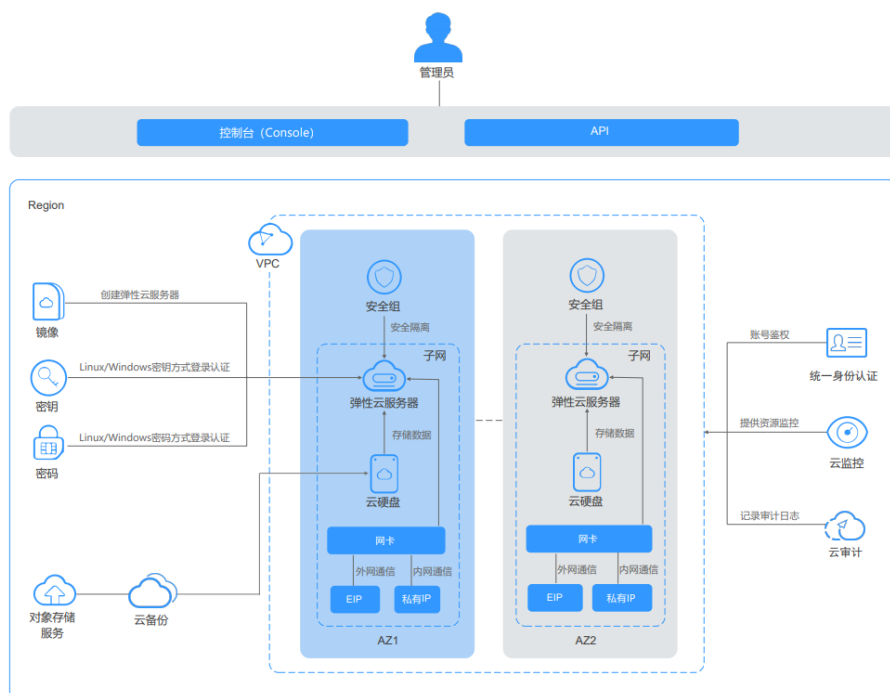 管理员
控制台（Console）
API
Region
VPC
安全组
安全组
创建弹性云服务器
镜像
安全隔离
安全隔离
账号鉴权
子网
子网
统一身份认证
Linux/Windows密钥方式登录认证
密钥
弹性云服务器
弹性云服务器
提供资源监控
Linux/Windows密码方式登录认证
存储数据
存储数据
密码
云监控
云硬盘
云硬盘
记录审计日志
网卡
网卡
云审计
外网通信
内网通信
外网通信
内网通信
EIP
私有IP
EIP
私有IP
对象存储
服务
云备份
AZ1
AZ2